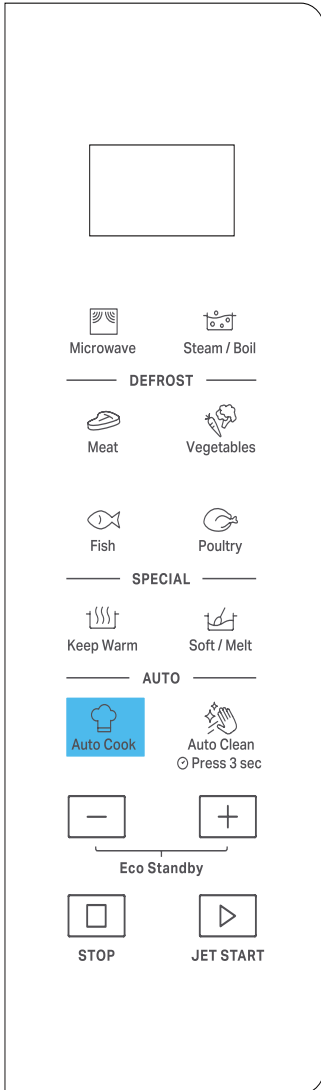 Microwave
Steam / Boil
DEFROST
Meat
Vegetables
Fish
Poultry
SPECIAL
Keep Warm
Soft / Melt
AUTO
Auto Cook
Auto Clean
Press 3 sec
Eco Standby
STOP
JET START